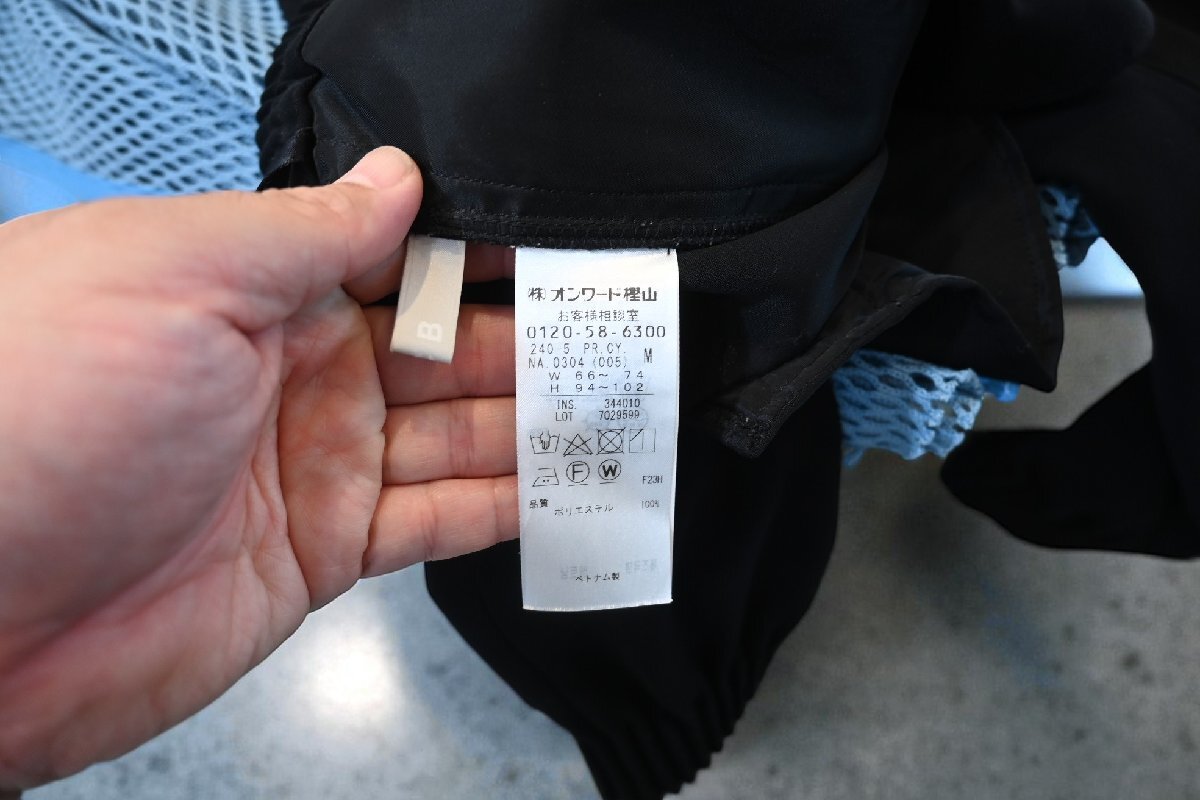 ㈱オンワード樫山
お客様相談室
0120-58-6300
240 5 PR.CY.
NA.0304 (005) M
W 66~ 74
H 94~102
INS. 344010
LOT 7029599
F W
F23H
品質 ポリエステル 100%
ベトナム製
B